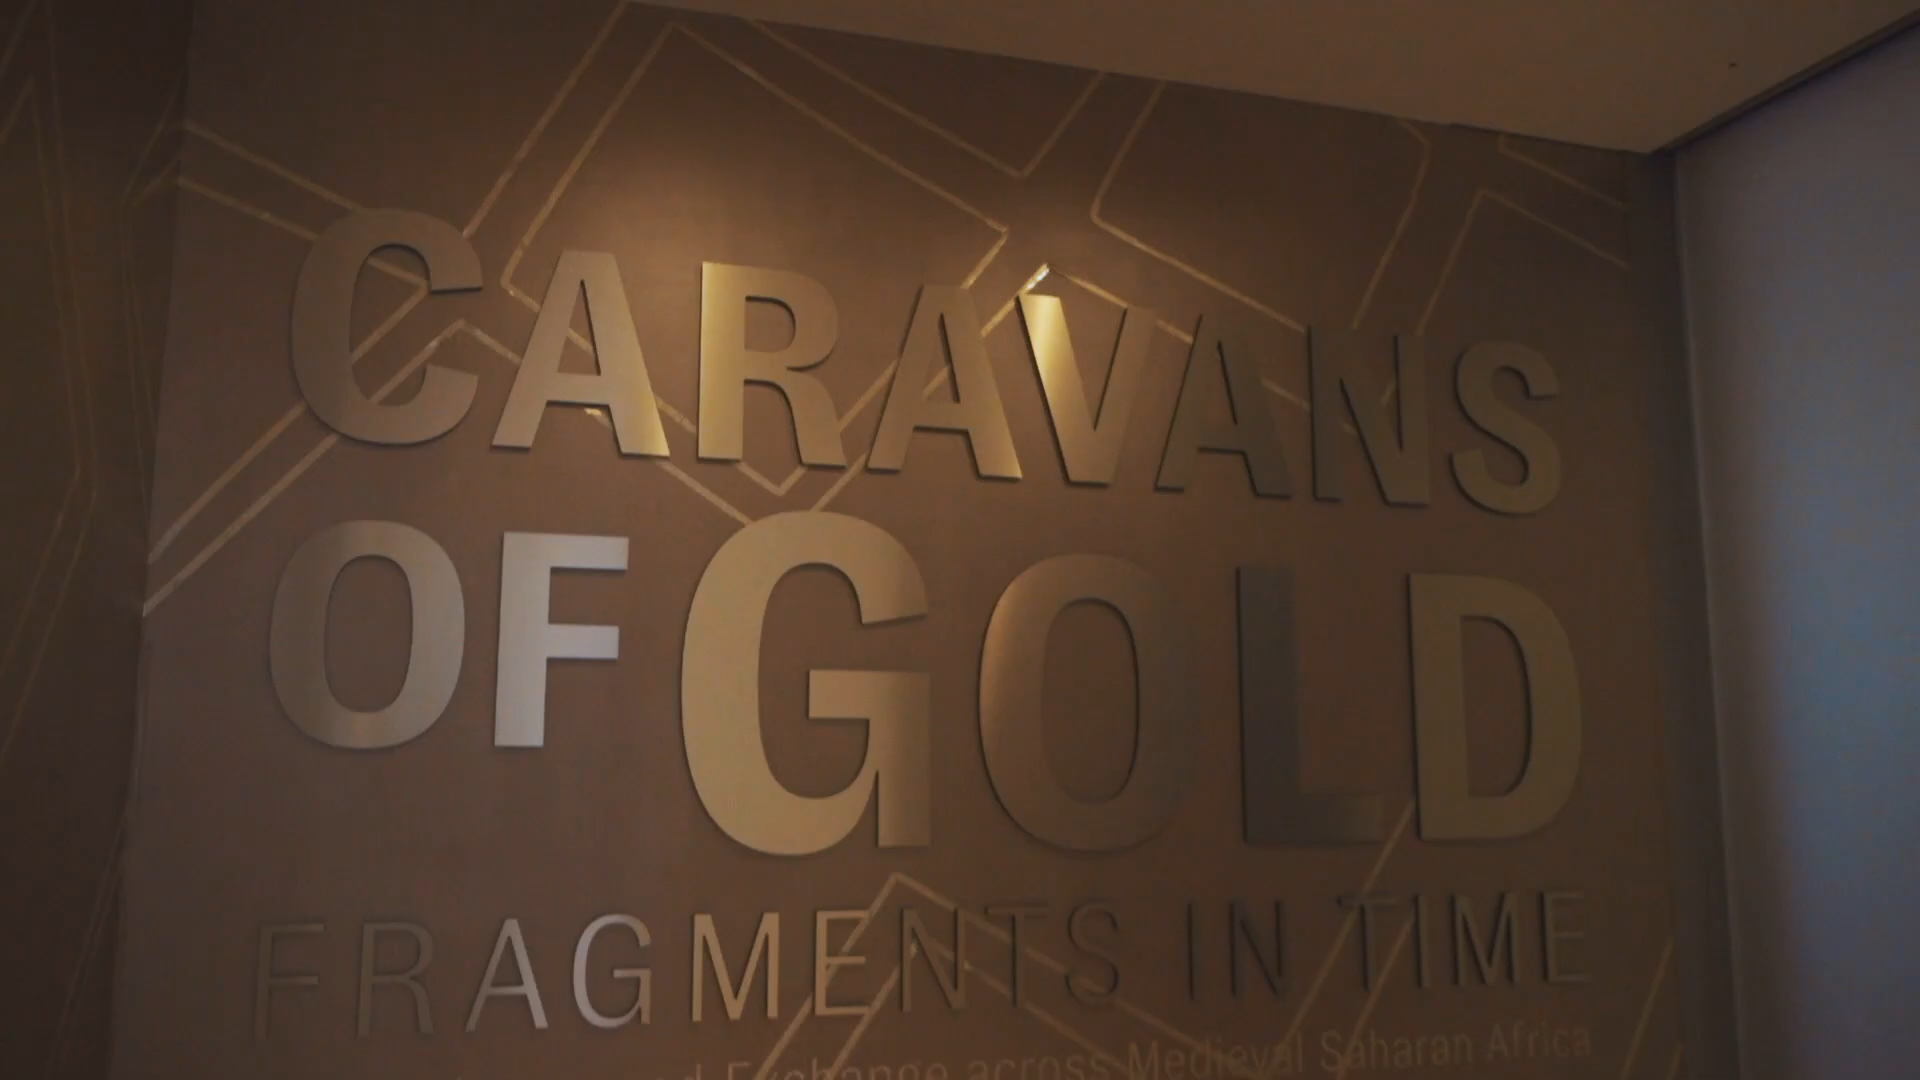 CARAVANS
OF GOLD
FRAGMENTS IN TIME
Exchange across Medieval Saharan Africa